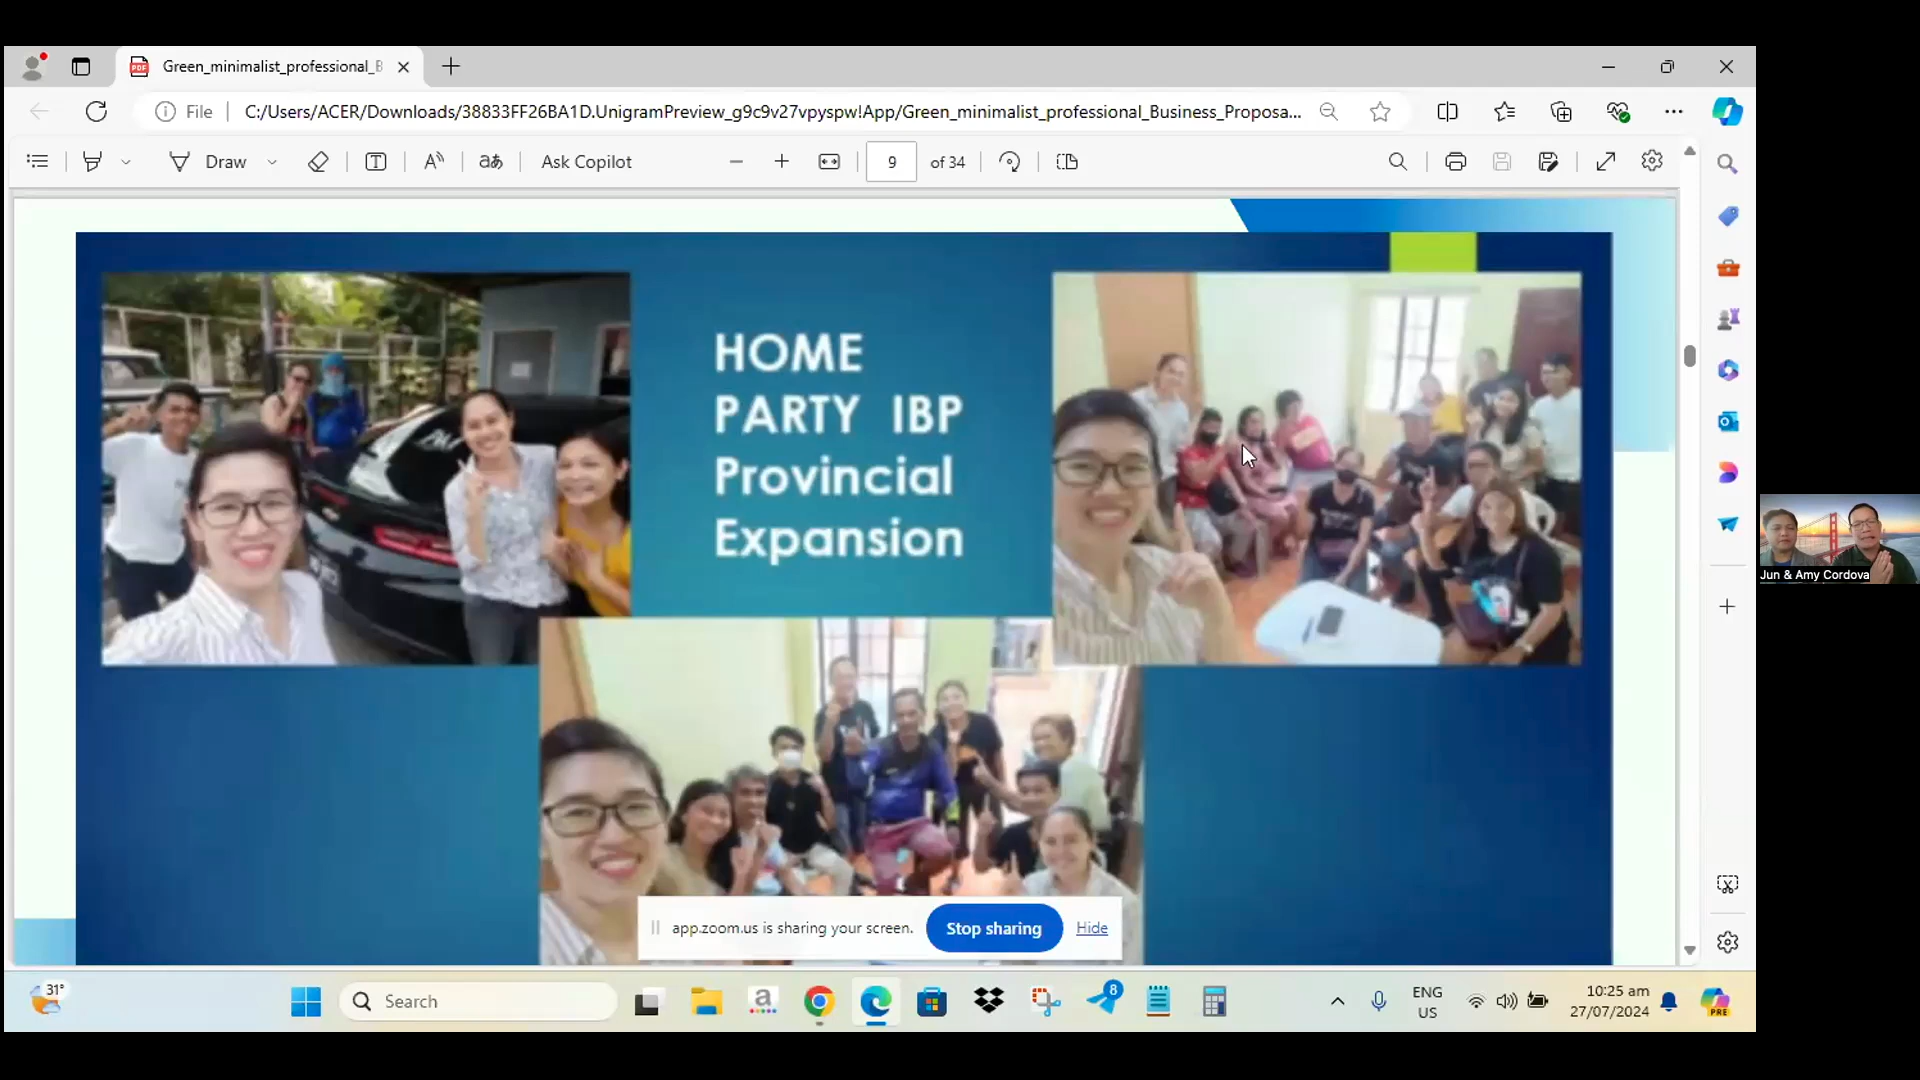 Green_minimalist_professional_B
File
C:/Users/ACER/Downloads/38833FF26BA1D.UnigramPreview_g9c9v27vpyspw!App/Green_minimalist_professional_Business_Proposa...
Draw
Ask Copilot
9 of 34
HOME
PARTY IBP
Provincial
Expansion
Jun & Amy Cordova
app.zoom.us is sharing your screen.
Stop sharing
Hide
31°
Search
8
ENG
US
10:25 am
27/07/2024
PRE